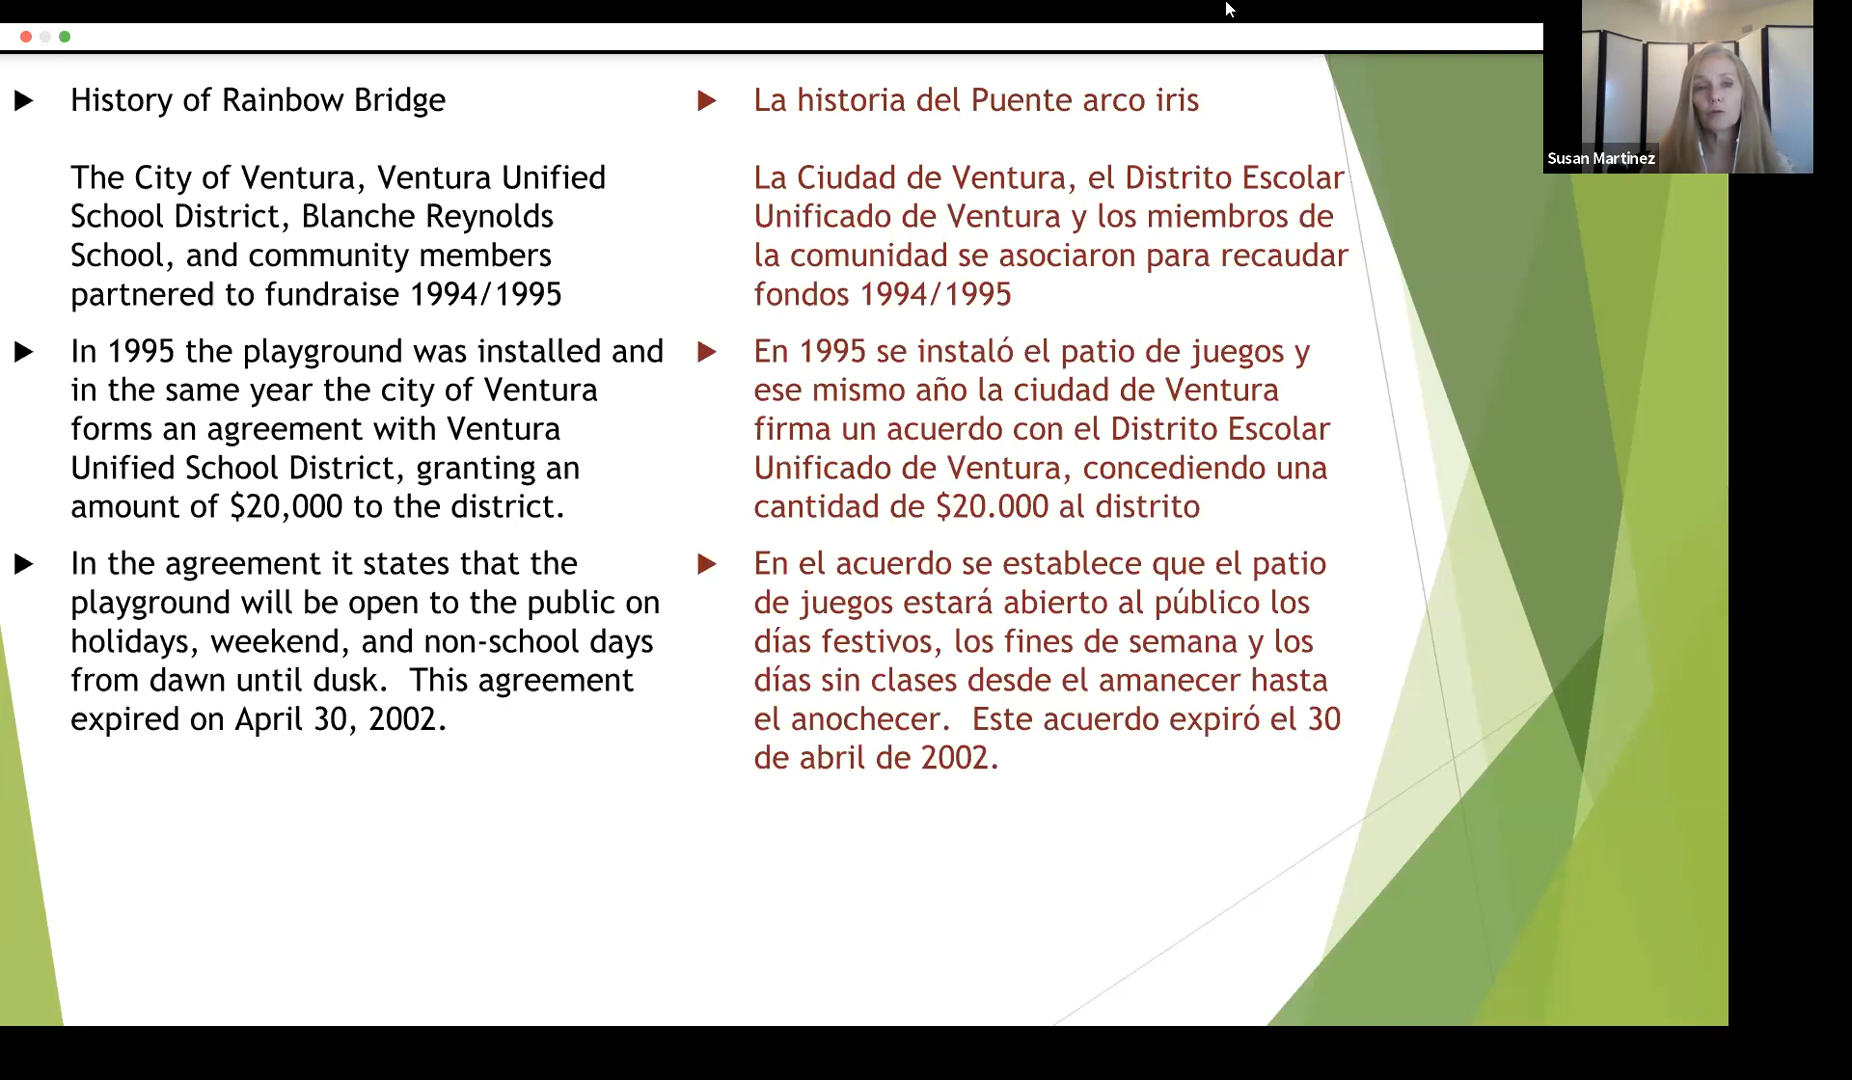 History of Rainbow Bridge
The City of Ventura, Ventura Unified
School District, Blanche Reynolds
School, and community members
partnered to fundraise 1994/1995
In 1995 the playground was installed and
in the same year the city of Ventura
forms an agreement with Ventura
Unified School District, granting an
amount of $20,000 to the district.
In the agreement it states that the
playground will be open to the public on
holidays, weekend, and non-school days
from dawn until dusk.  This agreement
expired on April 30, 2002.
La historia del Puente arco iris
La Ciudad de Ventura, el Distrito Escolar
Unificado de Ventura y los miembros de
la comunidad se asociaron para recaudar
fondos 1994/1995
En 1995 se instaló el patio de juegos y
ese mismo año la ciudad de Ventura
firma un acuerdo con el Distrito Escolar
Unificado de Ventura, concediendo una
cantidad de $20.000 al distrito
En el acuerdo se establece que el patio
de juegos estará abierto al público los
días festivos, los fines de semana y los
días sin clases desde el amanecer hasta
el anochecer.  Este acuerdo expiró el 30
de abril de 2002.
Susan Martinez